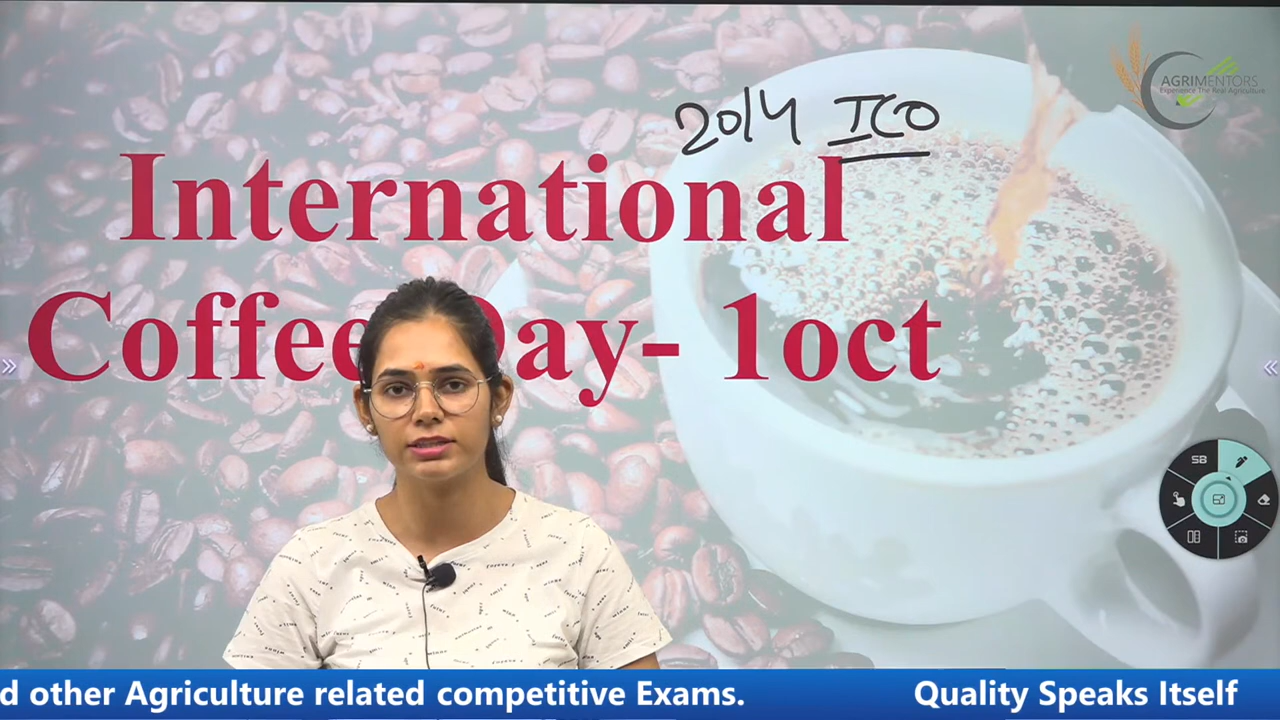 2014 ICO
AGRIMENTORS
Experience The Real Agriculture
International
Coffee Day- 1oct
SB
d other Agriculture related competitive Exams.
Quality Speaks Itself